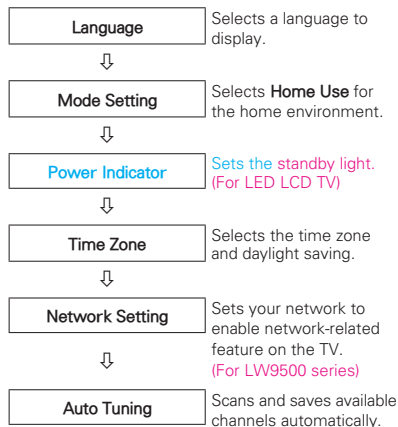 Language
Selects a language to
display.
⇩
Mode Setting
Selects Home Use for
the home environment.
⇩
Power Indicator
Sets the standby light.
(For LED LCD TV)
⇩
Time Zone
Selects the time zone
and daylight saving.
⇩
Network Setting
Sets your network to
enable network-related
feature on the TV.
(For LW9500 series)
⇩
Auto Tuning
Scans and saves available
channels automatically.